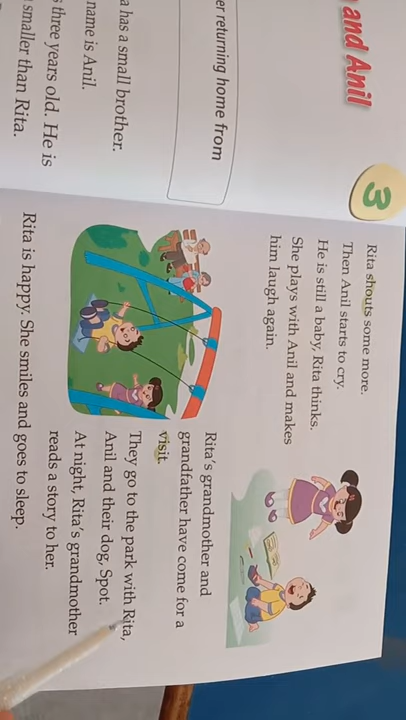 and Anil
er returning home from
a has a small brother.
name is Anil.
three years old. He is
smaller than Rita.
3
Rita shouts some more.
Then Anil starts to cry.
He is still a baby, Rita thinks.
She plays with Anil and makes
him laugh again.
Rita's grandmother and
grandfather have come for a
visit.
They go to the park with Rita,
Anil and their dog, Spot.
At night, Rita's grandmother
reads a story to her.
Rita is happy. She smiles and goes to sleep.